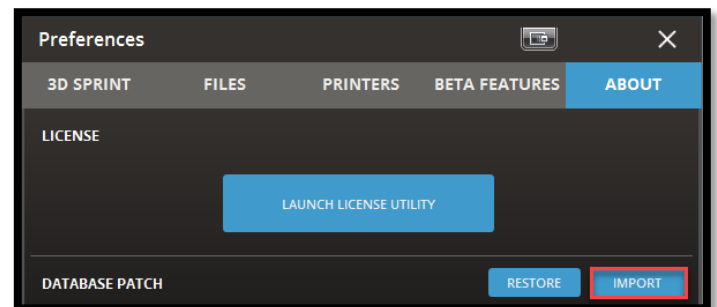 Preferences
3D SPRINT FILES PRINTERS BETA FEATURES ABOUT
LICENSE
LAUNCH LICENSE UTILITY
DATABASE PATCH RESTORE IMPORT